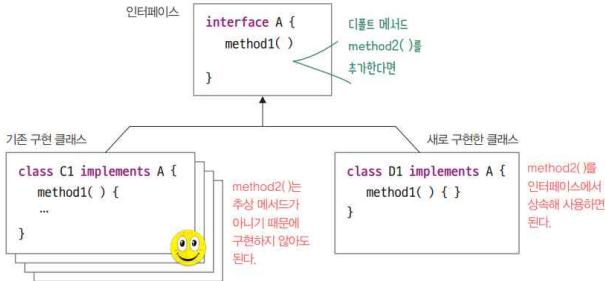 인터페이스
interface A {
method1( )
}
디폴트 메서드
method2( )를
추가한다면
기존 구현 클래스
class C1 implements A {
method1( ) {
…
}
method2( )는
추상 메서드가
아니기 때문에
구현하지 않아도
된다.
새로 구현한 클래스
class D1 implements A {
method1( ) { }
}
method2( )를
인터페이스에서
상속해 사용하면
된다.